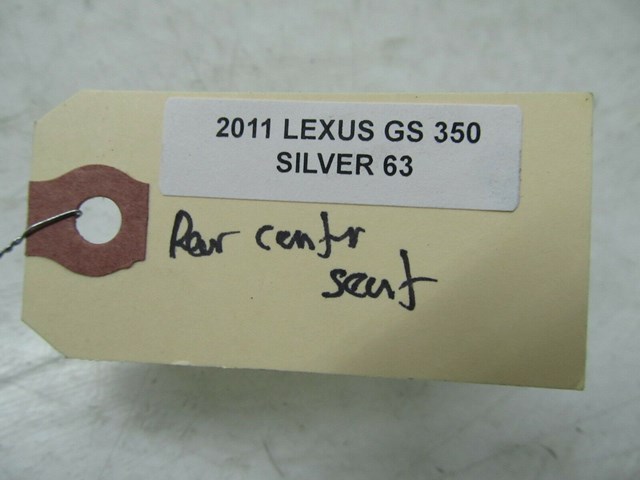 2011 LEXUS GS 350
SILVER 63
Rear centr
seat